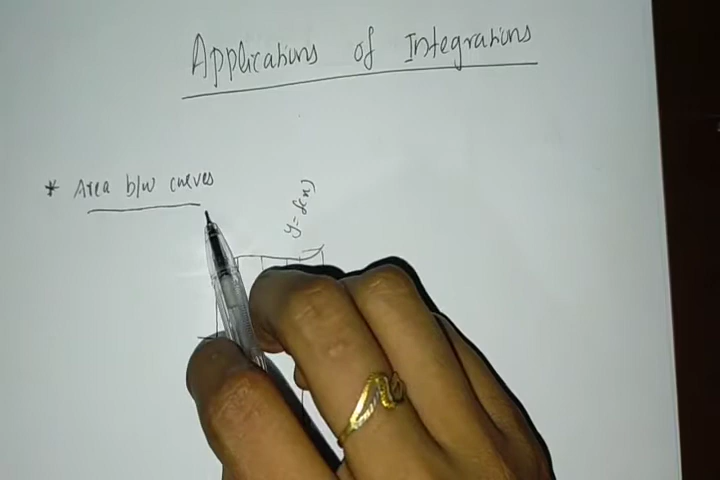 Applications of Integrations
* Area b/w curves
y = f(x)